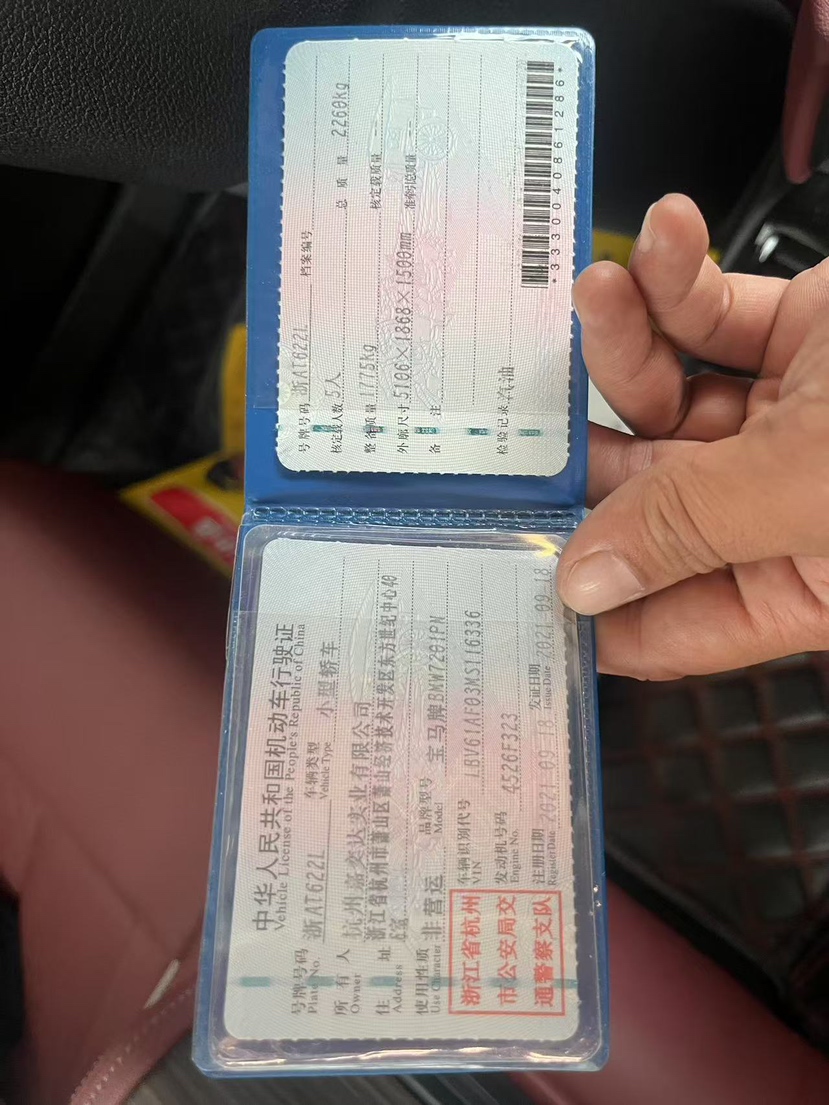 中华人民共和国机动车行驶证
Vehicle License of the People's Republic of China
号牌号码 浙AT622L 车辆类型 小型轿车
Plate No. Vehicle Type
所有人 杭州嘉奕达实业有限公司
Owner
住址 浙江省杭州市萧山区萧山经济技术开发区东方世纪中心40
Address
使用性质 非营运 品牌型号 宝马牌BMW7201PN
Use Character Model
浙江省杭州
市公安局交
通警察支队
车辆识别代号 LBV61AF03MS116336
VIN
发动机号码 4526F323
Engine No.
注册日期 2021 09 18 发证日期 2021 09 18
Register Date Issue Date
号牌号码 浙AT622L 档案编号
核定载人数 5人 总质量 2260kg
整备质量 1775kg 核定载质量 --
外廓尺寸 5106×1868×1500mm 准牵引总质量 --
备注
检验记录 汽油
*3330040861286*